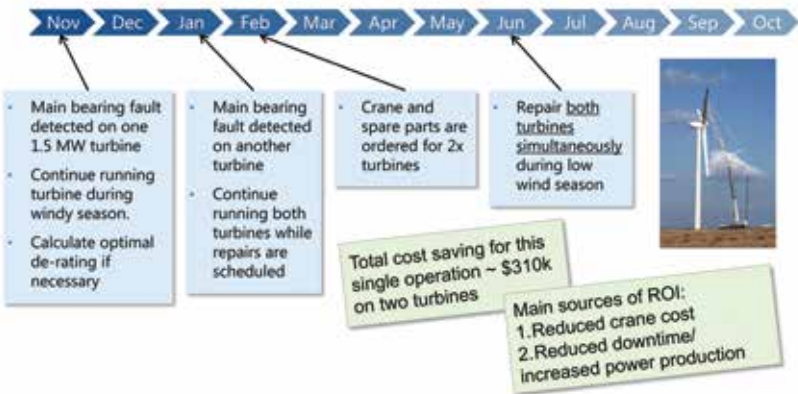 Nov Dec Jan Feb Mar Apr May Jun Jul Aug Sep Oct
• Main bearing fault
detected on one
1.5 MW turbine
• Continue running
turbine during
windy season.
• Calculate optimal
de-rating if
necessary
• Main bearing
fault detected
on another
turbine
• Continue
running both
turbines while
repairs are
scheduled
• Crane and
spare parts are
ordered for 2x
turbines
• Repair both
turbines
simultaneously
during low
wind season
Total cost saving for this
single operation ~ $310k
on two turbines
Main sources of ROI:
1.Reduced crane cost
2.Reduced downtime/
increased power production